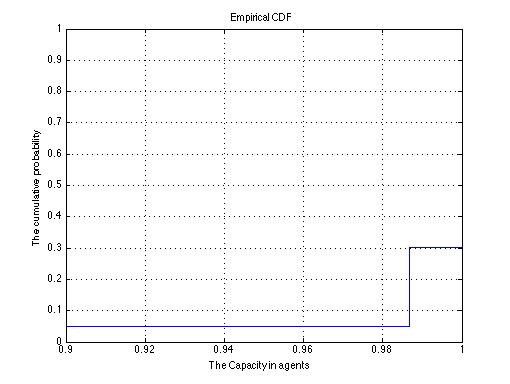 Empirical CDF
1
0.9
0.8
0.7
0.6
0.5
0.4
0.3
0.2
0.1
0
The cumulative probability
0.9 0.92 0.94 0.96 0.98 1
The Capacity in agents